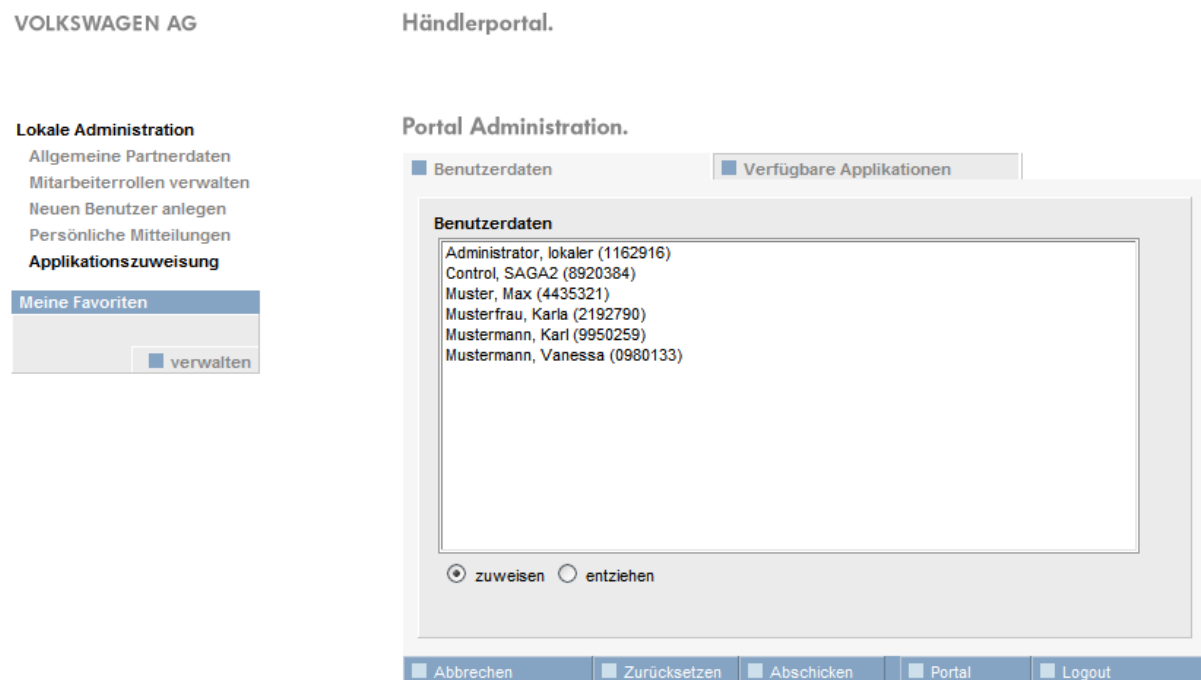 VOLKSWAGEN AG
Händlerportal.
Lokale Administration
Allgemeine Partnerdaten
Mitarbeiterrollen verwalten
Neuen Benutzer anlegen
Persönliche Mitteilungen
Applikationszuweisung
Meine Favoriten
verwalten
Portal Administration.
Benutzerdaten
Verfügbare Applikationen
Benutzerdaten
Administrator, lokaler (1162916)
Control, SAGA2 (8920384)
Muster, Max (4435321)
Musterfrau, Karla (2192790)
Mustermann, Karl (9950259)
Mustermann, Vanessa (0980133)
zuweisen entziehen
Abbrechen Zurücksetzen Abschicken Portal Logout